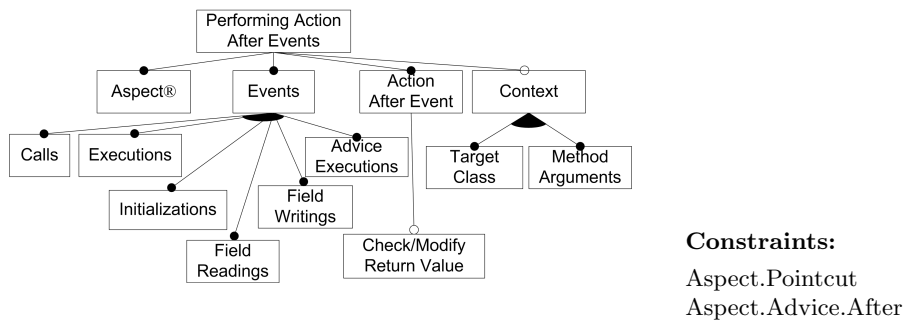 Performing Action
After Events
Aspect®
Events
Action
After Event
Context
Calls
Executions
Advice
Executions
Target
Class
Method
Arguments
Initializations
Field
Writings
Field
Readings
Check/Modify
Return Value
Constraints:
Aspect.Pointcut
Aspect.Advice.After